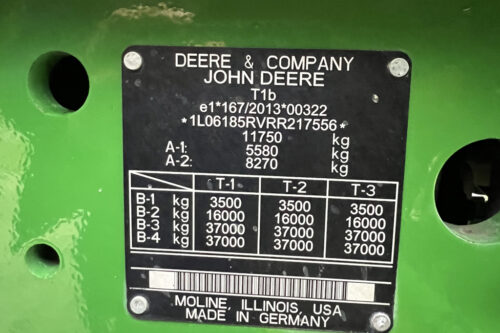 DEERE & COMPANY
JOHN DEERE
T1b
e1*167/2013*00322
*1L06185RVRR217556*
11750 kg
A-1: 5580 kg
A-2: 8270 kg
T-1 T-2 T-3
B-1 kg 3500 3500 3500
B-2 kg 16000 16000 16000
B-3 kg 37000 37000 37000
B-4 kg 37000 37000 37000
MOLINE, ILLINOIS, USA
MADE IN GERMANY